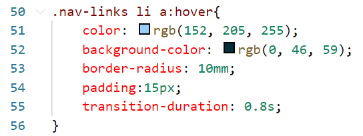 50 .nav-links li a:hover{
51 color: rgb(152, 205, 255);
52 background-color: rgb(0, 46, 59);
53 border-radius: 10mm;
54 padding:15px;
55 transition-duration: 0.8s;
56 }